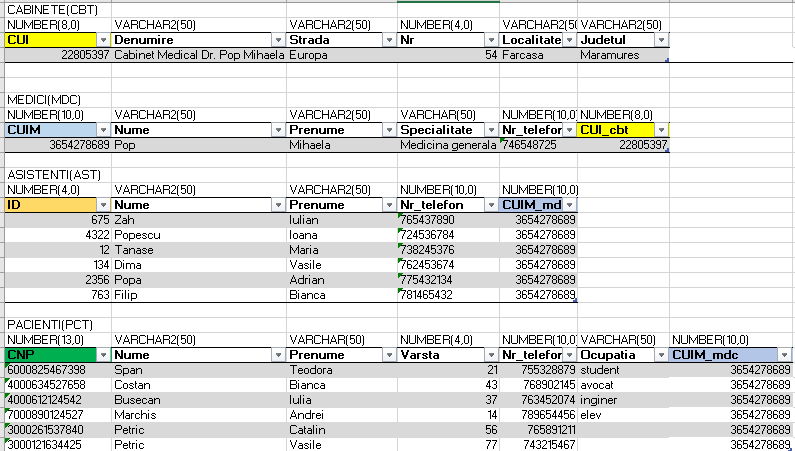 CABINETE(CBT)
NUMBER(8,0) VARCHAR2(50) VARCHAR2(50) NUMBER(4,0) VARCHAR2(50) VARCHAR2(50)
CUI Denumire Strada Nr Localitate Judetul
22805397 Cabinet Medical Dr. Pop Mihaela Europa 54 Farcasa Maramures
MEDICI(MDC)
NUMBER(10,0) VARCHAR2(50) VARCHAR2(50) VARCHAR(50) NUMBER(10,0) NUMBER(8,0)
CUIM Nume Prenume Specialitate Nr_telefor CUI_cbt
3654278689 Pop Mihaela Medicina generala 746548725 22805397
ASISTENTI(AST)
NUMBER(4,0) VARCHAR2(50) VARCHAR2(50) NUMBER(10,0) NUMBER(10,0)
ID Nume Prenume Nr_telefon CUIM_md
675 Zah Iulian 765437890 3654278689
4322 Popescu Ioana 724536784 3654278689
12 Tanase Maria 738245376 3654278689
134 Dima Vasile 762453674 3654278689
2356 Popa Adrian 775432134 3654278689
763 Filip Bianca 781465432 3654278689
PACIENTI(PCT)
NUMBER(13,0) VARCHAR2(50) VARCHAR(50) NUMBER(4,0) NUMBER(10,0) VARCHAR(50) NUMBER(10,0)
CNP Nume Prenume Varsta Nr_telefor Ocupatia CUIM_mdc
6000825467398 Span Teodora 21 755328879 student 3654278689
4000634527658 Costan Bianca 43 768902145 avocat 3654278689
4000612124542 Busecan Iulia 37 763452074 inginer 3654278689
7000890124527 Marchis Andrei 14 789654456 elev 3654278689
3000261537840 Petric Catalin 56 765891211 3654278689
3000121634425 Petric Vasile 77 743215467 3654278689